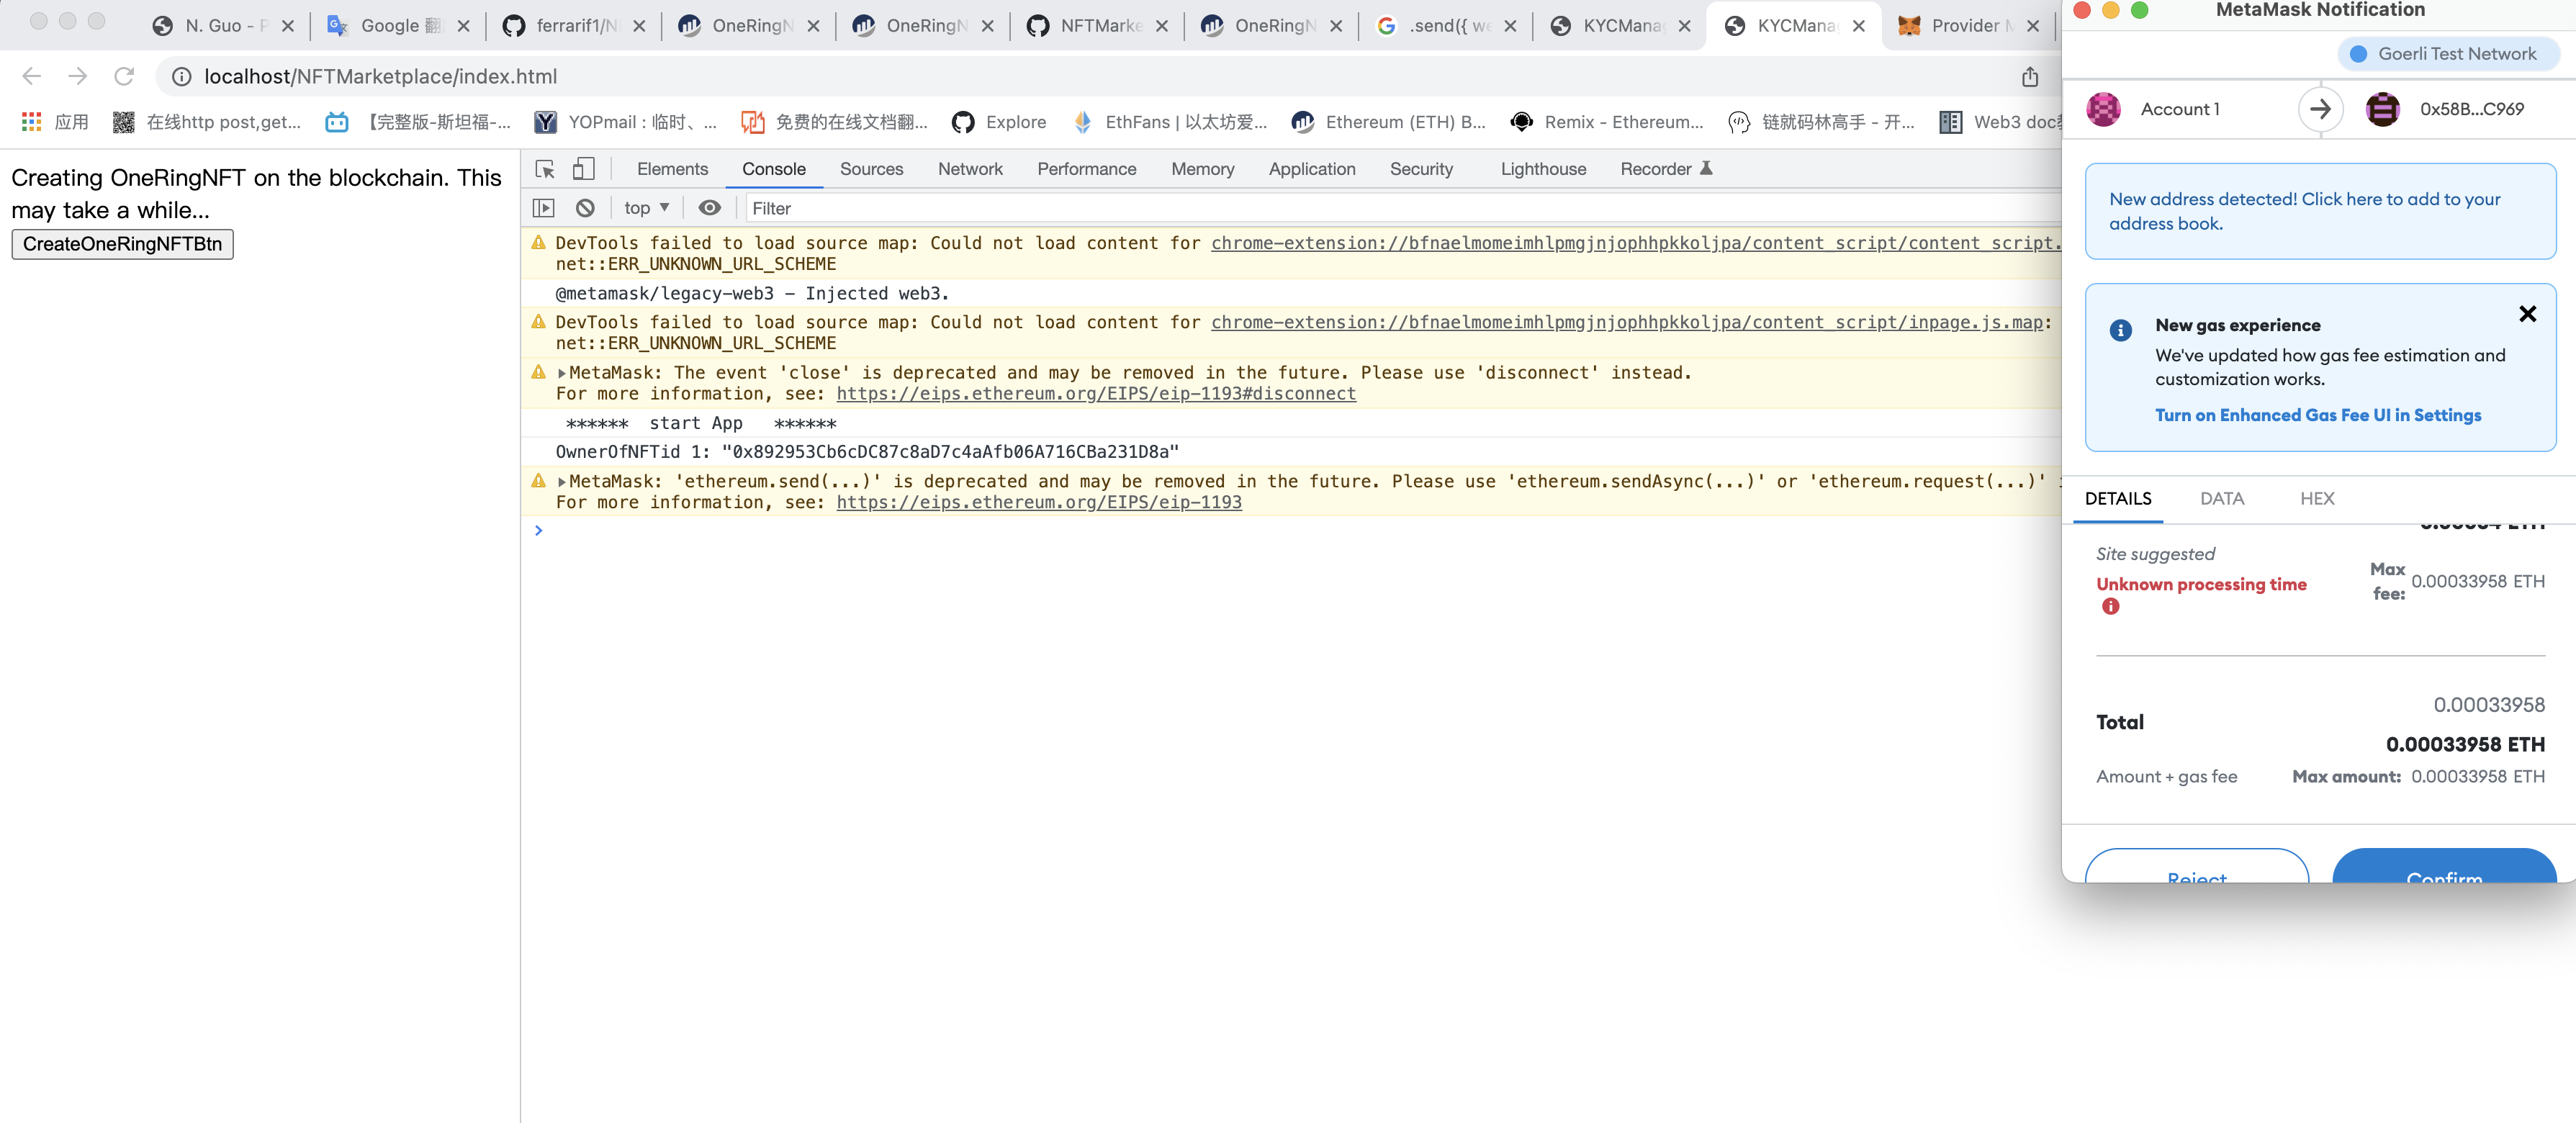 N. Guo - P
Google 翻
ferrarif1/N
OneRingN
OneRingN
NFTMarke
OneRingN
.send({ we
KYCMana
KYCMana
Provider M
localhost/NFTMarketplace/index.html
应用
在线http post,get...
【完整版-斯坦福-...
YOPmail : 临时、...
免费的在线文档翻...
Explore
EthFans | 以太坊爱...
Ethereum (ETH) B...
Remix - Ethereum...
链就码林高手 - 开...
Web3 doc
Creating OneRingNFT on the blockchain. This
may take a while...
CreateOneRingNFTBtn
Elements Console Sources Network Performance Memory Application Security Lighthouse Recorder
top ▼ Filter
DevTools failed to load source map: Could not load content for chrome-extension://bfnaelmomeimhlpmgjnjophhpkkoljpa/content_script/content_script.
net::ERR_UNKNOWN_URL_SCHEME
@metamask/legacy-web3 – Injected web3.
DevTools failed to load source map: Could not load content for chrome-extension://bfnaelmomeimhlpmgjnjophhpkkoljpa/content_script/inpage.js.map:
net::ERR_UNKNOWN_URL_SCHEME
MetaMask: The event 'close' is deprecated and may be removed in the future. Please use 'disconnect' instead.
For more information, see: https://eips.ethereum.org/EIPS/eip-1193#disconnect
****** start App ******
OwnerOfNFTid 1: "0x892953Cb6cDC87c8aD7c4aAfb06A716CBa231D8a"
MetaMask: 'ethereum.send(...)' is deprecated and may be removed in the future. Please use 'ethereum.sendAsync(...)' or 'ethereum.request(...)'
For more information, see: https://eips.ethereum.org/EIPS/eip-1193
MetaMask Notification
Goerli Test Network
Account 1
0x58B...C969
New address detected! Click here to add to your
address book.
New gas experience
We've updated how gas fee estimation and
customization works.
Turn on Enhanced Gas Fee UI in Settings
DETAILS DATA HEX
Site suggested
Unknown processing time
Max
fee: 0.00033958 ETH
0.00033958
Total
0.00033958 ETH
Amount + gas fee Max amount: 0.00033958 ETH
Reject Confirm